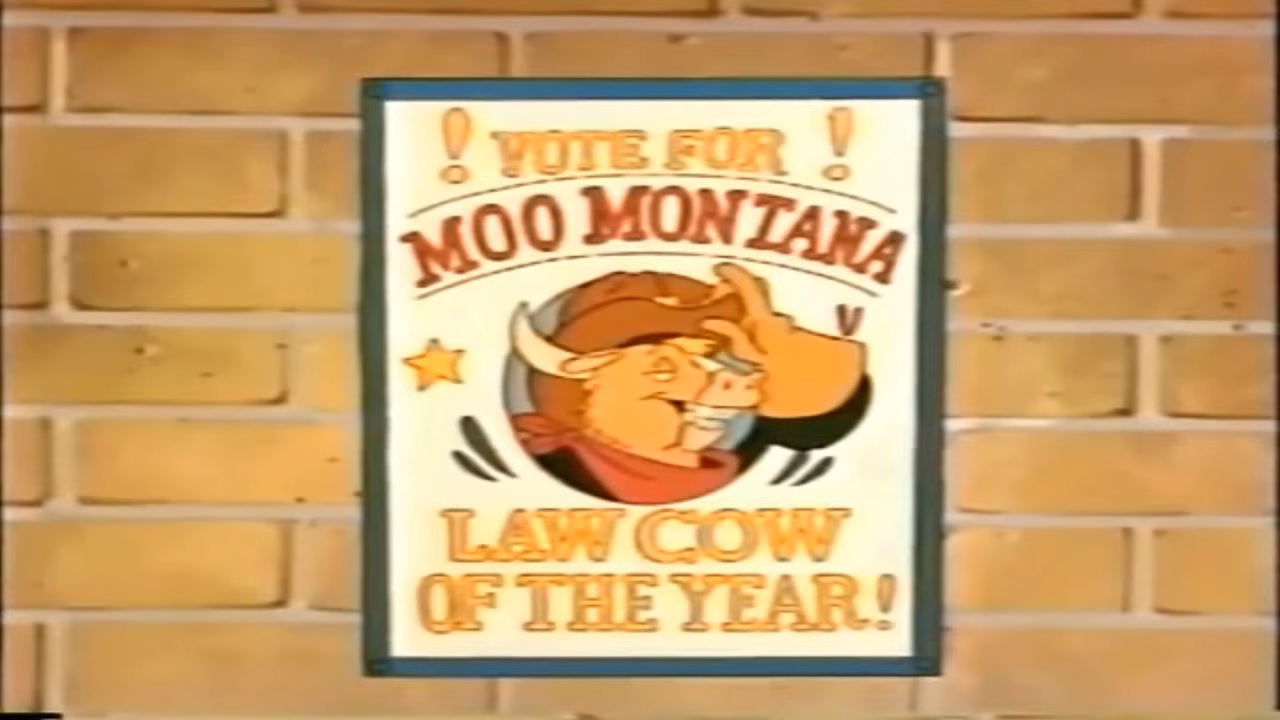 ! VOTE FOR !
MOO MONTANA
LAW COW
OF THE YEAR!